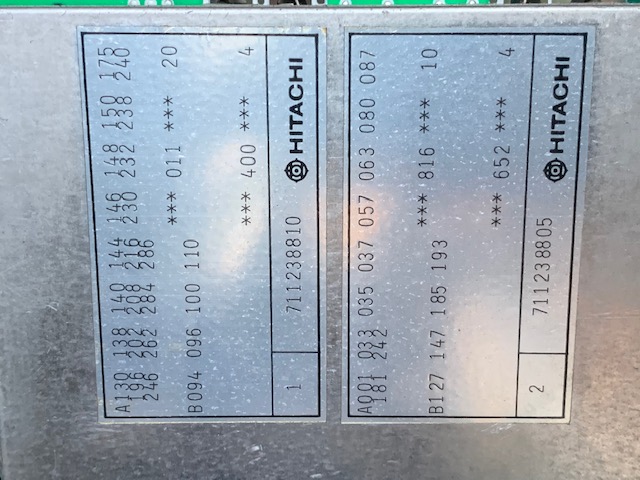 A130 138 140 144 146 148 150 175
196 202 208 216 230 232 238 240
246 262 284 286
*** 011 *** 20
B094 096 100 110
*** 400 *** 4
1 711238810 HITACHI
A001 033 035 037 057 063 080 087
181 242
*** 816 *** 10
B127 147 185 193
*** 652 *** 4
2 711238805 HITACHI